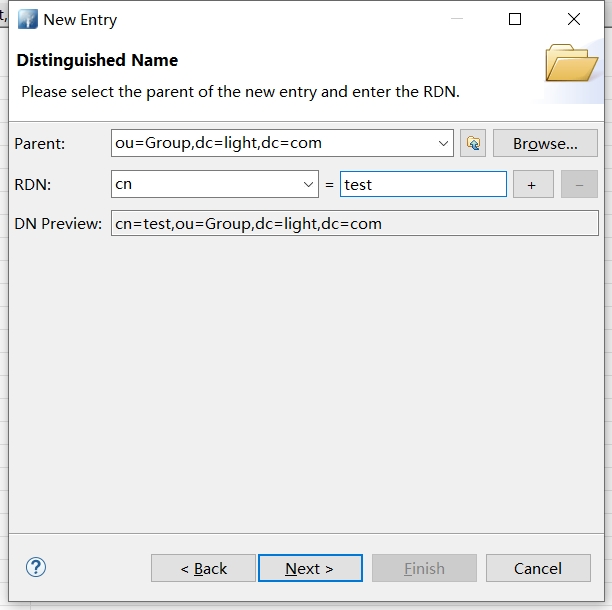 New Entry
Distinguished Name
Please select the parent of the new entry and enter the RDN.
Parent: ou=Group,dc=light,dc=com Browse...
RDN: cn = test + -
DN Preview: cn=test,ou=Group,dc=light,dc=com
? < Back Next > Finish Cancel